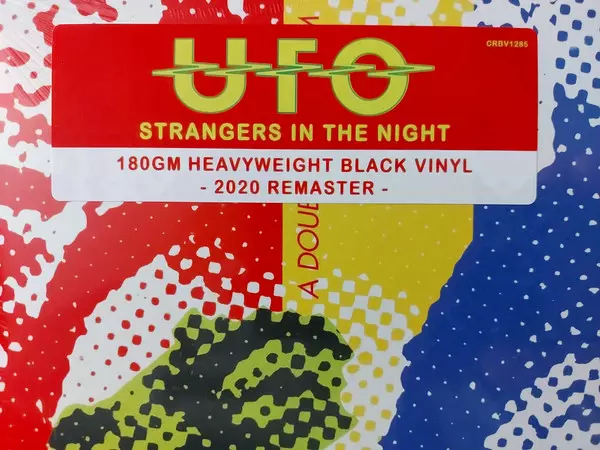 CRBV1285
UFO
STRANGERS IN THE NIGHT
180GM HEAVYWEIGHT BLACK VINYL
- 2020 REMASTER -
A